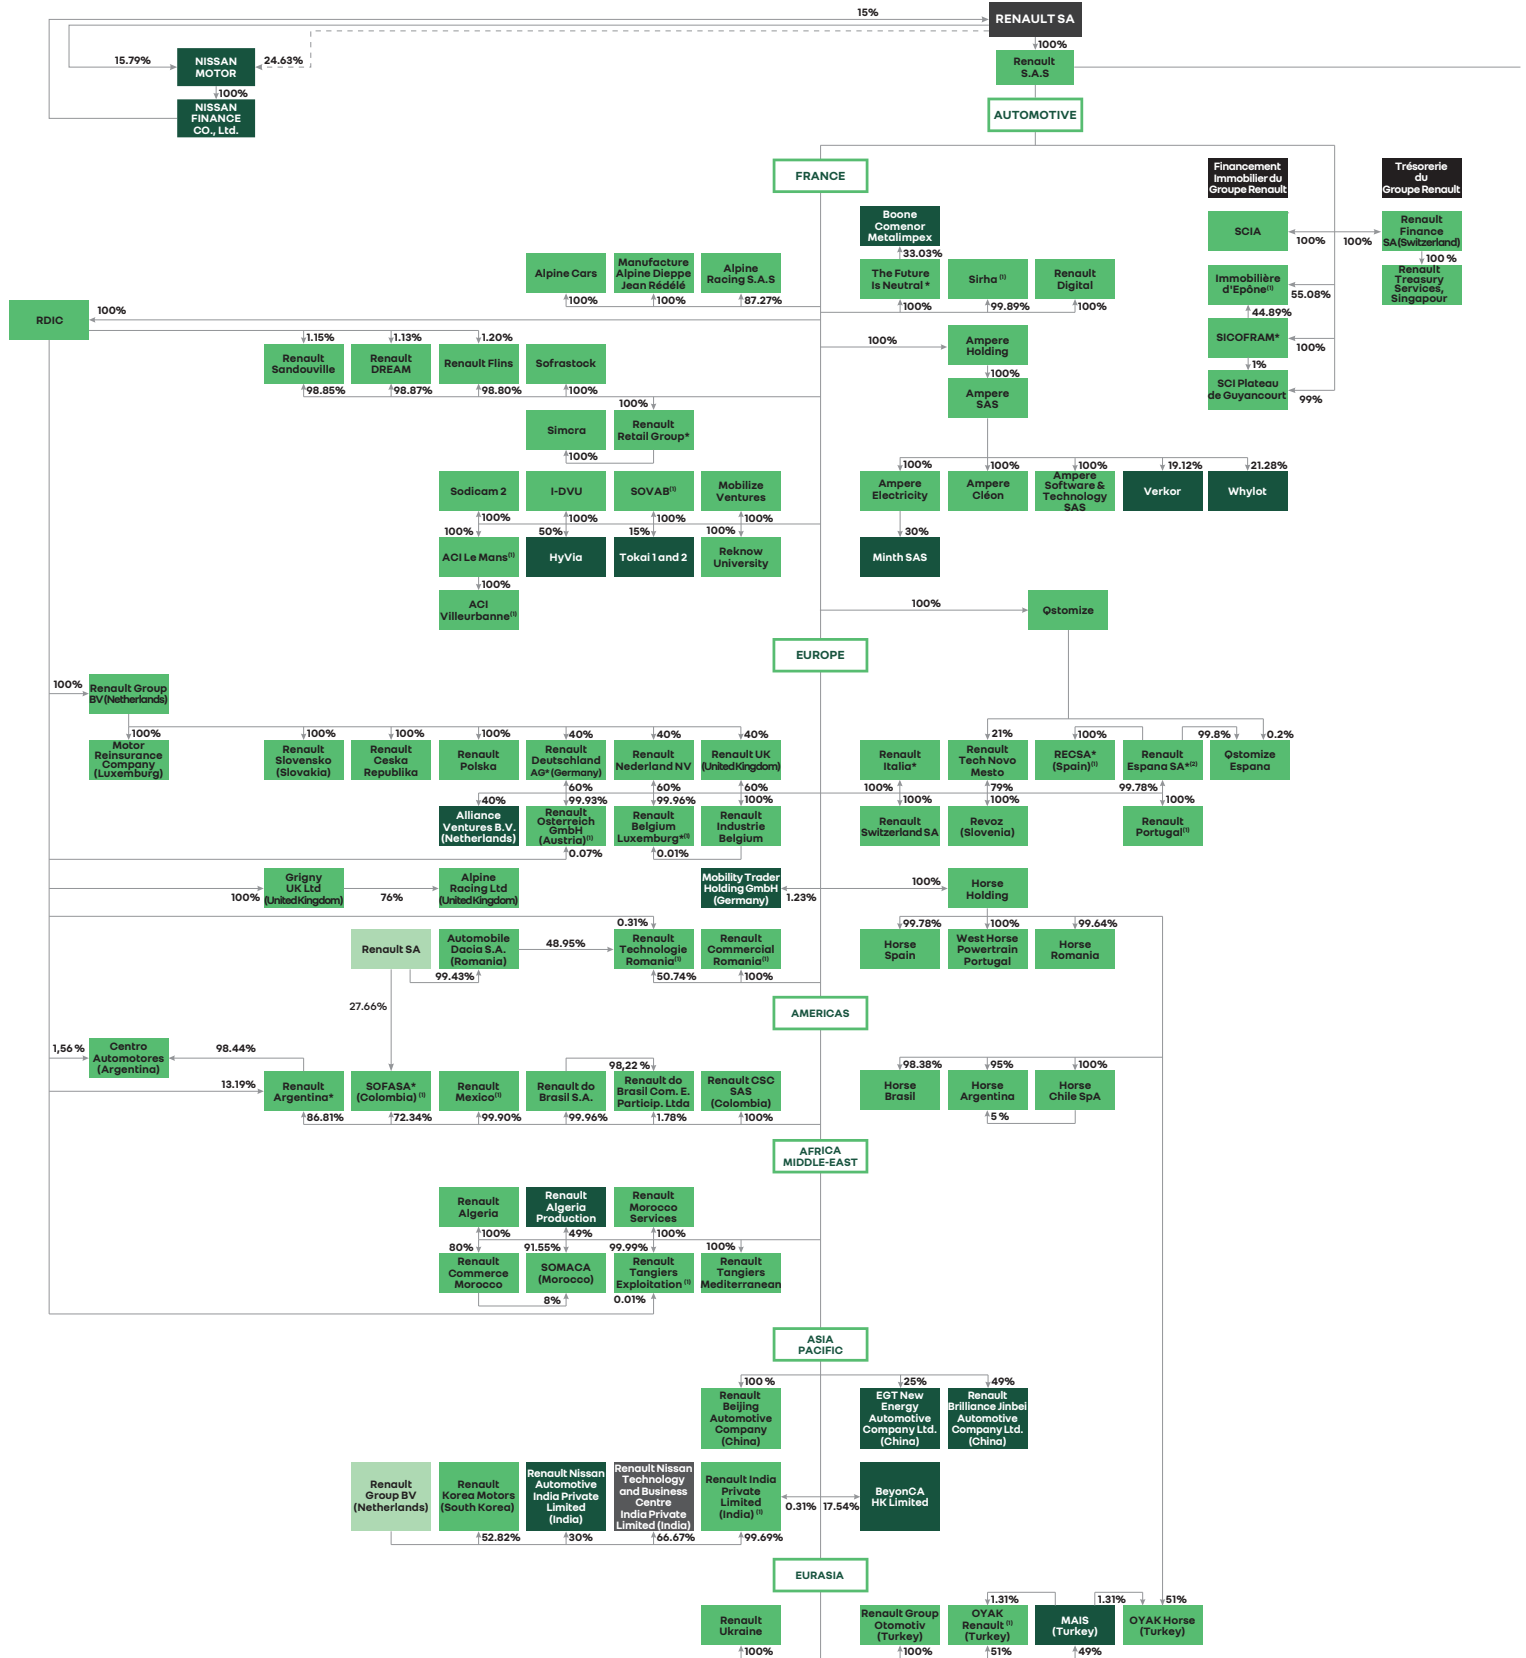 15%
RENAULT SA
100%
15.79%
NISSAN
MOTOR
24.63%
Renault
S.A.S
100%
NISSAN
FINANCE
CO., Ltd.
AUTOMOTIVE
FRANCE
Financement
Immobilier du
Groupe Renault
Trésorerie
du
Groupe Renault
Boone
Comenor
Metalimpex
33.03%
SCIA
100%
100%
Renault
Finance
SA (Switzerland)
100 %
Alpine Cars
Manufacture
Alpine Dieppe
Jean Rédélé
Alpine
Racing S.A.S
100%
100%
87.27%
The Future
Is Neutral *
Sirha (1)
Renault
Digital
100%
99.89%
100%
Immobilière
d'Epône(1)
55.08%
Renault
Treasury
Services,
Singapour
44.89%
RDIC
100%
SICOFRAM*
100%
1%
SCI Plateau
de Guyancourt
99%
1.15%
1.13%
1.20%
Renault
Sandouville
Renault
DREAM
Renault Flins
Sofrastock
98.85%
98.87%
98.80%
100%
100%
Ampere
Holding
100%
Ampere
SAS
100%
Simcra
Renault
Retail Group*
100%
100%
100%
100%
19.12%
21.28%
Ampere
Electricity
Ampere
Cléon
Ampere
Software &
Technology
SAS
Verkor
Whylot
30%
Minth SAS
Sodicam 2
I-DVU
SOVAB(1)
Mobilize
Ventures
100%
100%
100%
100%
100%
50%
15%
100%
ACI Le Mans(1)
HyVia
Tokai 1 and 2
Reknow
University
100%
ACI
Villeurbanne(1)
100%
Qstomize
EUROPE
100%
Renault Group
BV (Netherlands)
100%
100%
100%
100%
40%
40%
40%
Motor
Reinsurance
Company
(Luxemburg)
Renault
Slovensko
(Slovakia)
Renault
Ceska
Republika
Renault
Polska
Renault
Deutschland
AG* (Germany)
Renault
Nederland NV
Renault UK
(United Kingdom)
60%
60%
60%
21%
100%
99.8%
0.2%
Renault
Italia*
Renault
Tech Novo
Mesto
RECSA*
(Spain)(1)
Renault
Espana SA*(2)
Qstomize
Espana
100%
79%
99.78%
40%
99.93%
99.96%
100%
100%
100%
100%
Alliance
Ventures B.V.
(Netherlands)
Renault
Osterreich
GmbH
(Austria)(1)
Renault
Belgium
Luxemburg*(1)
Renault
Industrie
Belgium
Renault
Switzerland SA
Revoz
(Slovenia)
Renault
Portugal(1)
0.07%
0.01%
100%
Grigny
UK Ltd
(United Kingdom)
76%
Alpine
Racing Ltd
(United Kingdom)
Mobility Trader
Holding GmbH
(Germany)
1.23%
100%
Horse
Holding
0.31%
99.78%
100%
99.64%
Renault SA
Automobile
Dacia S.A.
(Romania)
48.95%
Renault
Technologie
Romania(1)
Renault
Commercial
Romania(1)
Horse
Spain
West Horse
Powertrain
Portugal
Horse
Romania
99.43%
50.74%
100%
27.66%
AMERICAS
1,56 %
Centro
Automotores
(Argentina)
98.44%
98,22 %
98.38%
95%
100%
13.19%
Renault
Argentina*
SOFASA*
(Colombia) (1)
Renault
Mexico(1)
Renault do
Brasil S.A.
Renault do
Brasil Com. E.
Particip. Ltda
Renault CSC
SAS
(Colombia)
Horse
Brasil
Horse
Argentina
Horse
Chile SpA
86.81%
72.34%
99.90%
99.96%
1.78%
100%
5 %
AFRICA
MIDDLE-EAST
Renault
Algeria
Renault
Algeria
Production
Renault
Morocco
Services
100%
49%
100%
80%
91.55%
99.99%
100%
Renault
Commerce
Morocco
SOMACA
(Morocco)
Renault
Tangiers
Exploitation (1)
Renault
Tangiers
Mediterranean
8%
0.01%
ASIA
PACIFIC
100 %
25%
49%
Renault
Beijing
Automotive
Company
(China)
EGT New
Energy
Automotive
Company Ltd.
(China)
Renault
Brilliance Jinbei
Automotive
Company Ltd.
(China)
Renault
Group BV
(Netherlands)
Renault
Korea Motors
(South Korea)
Renault Nissan
Automotive
India Private
Limited
(India)
Renault Nissan
Technology
and Business
Centre
India Private
Limited (India)
Renault India
Private
Limited
(India) (1)
0.31%
17.54%
BeyonCA
HK Limited
52.82%
30%
66.67%
99.69%
EURASIA
1.31%
1.31%
51%
Renault
Ukraine
Renault Group
Otomotiv
(Turkey)
OYAK
Renault (1)
(Turkey)
MAIS
(Turkey)
OYAK Horse
(Turkey)
100%
100%
51%
49%